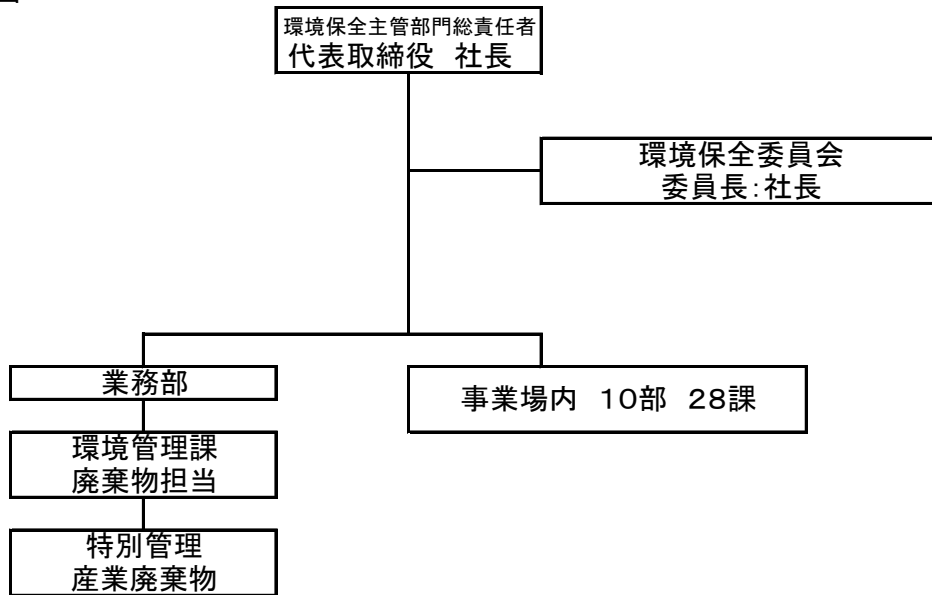 環境保全主管部門総責任者
代表取締役 社長
環境保全委員会
委員長:社長
業務部
事業場内 10部 28課
環境管理課
廃棄物担当
特別管理
産業廃棄物